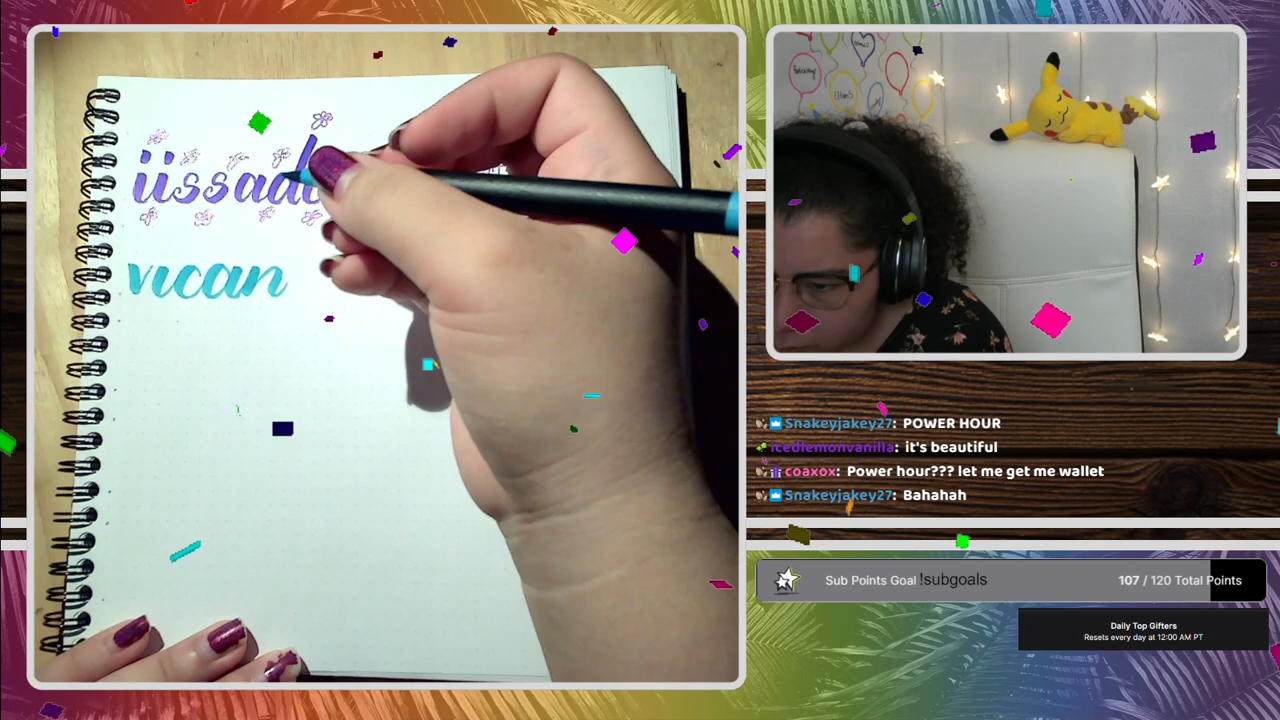 vican
Snakeyjakey27: POWER HOUR
icedlemonvanilla: it's beautiful
coaxox: Power hour??? let me get me wallet
Snakeyjakey27: Bahahah
Sub Points Goal !subgoals 107 / 120 Total Points
Daily Top Gifters
Resets every day at 12:00 AM PT